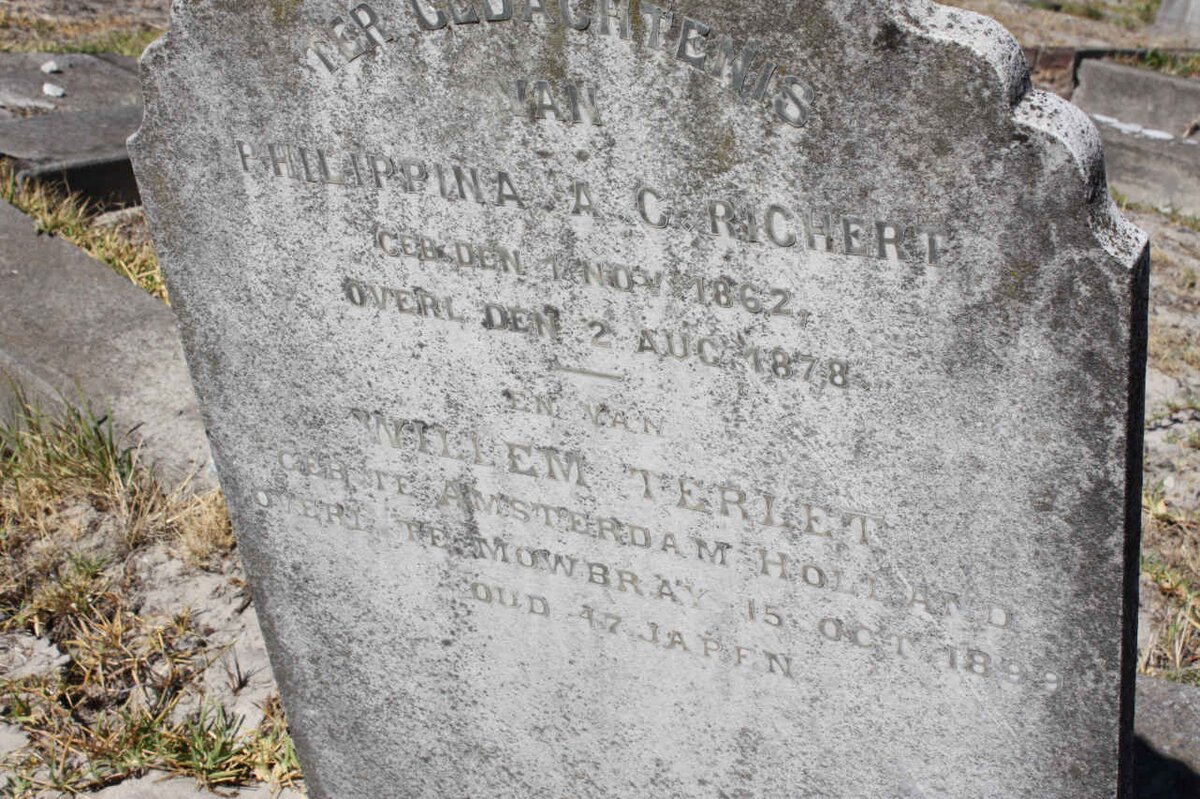 TER GEDACHTENIS
VAN
PHILIPPINA A C RICHERT
GEB. DEN 1 NOV 1862,
OVERL DEN 2 AUG 1878
EN VAN
WILLEM TERLET
GEB TE AMSTERDAM HOLLAND
OVERL TE MOWBRAY 15 OCT 1899
OUD 47 JAREN